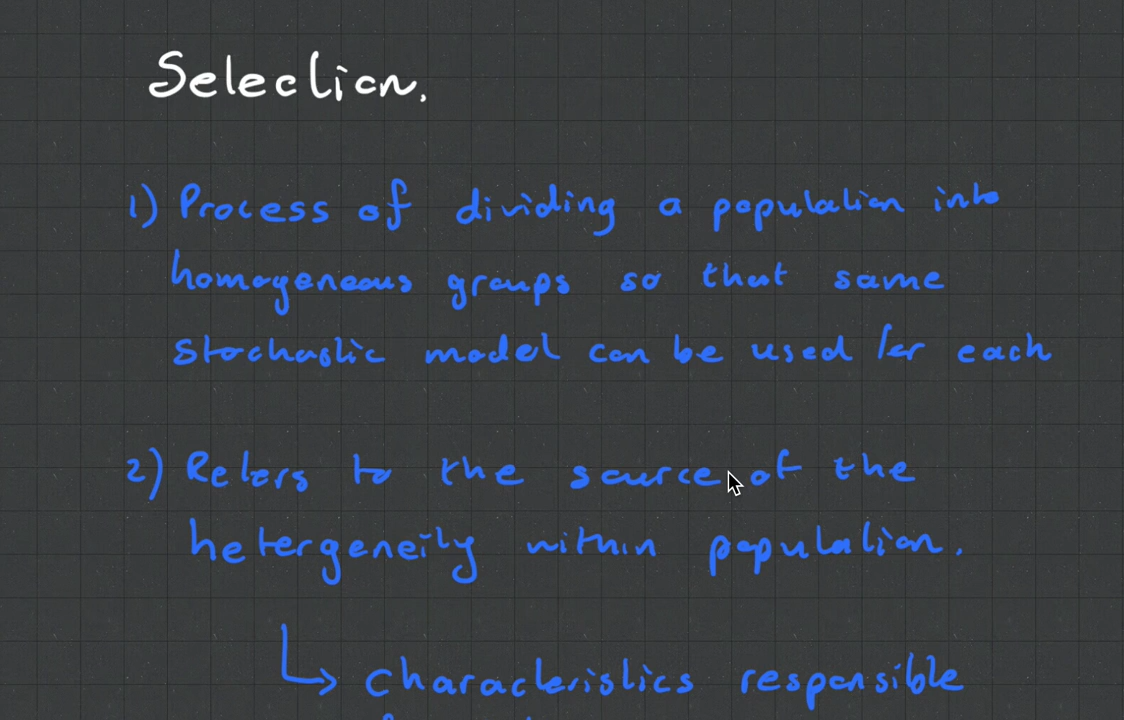 Selection.
1) Process of dividing a population into
homogeneous groups so that same
stochastic model can be used for each
2) Refers to the source of the
hetergeneity within population.
↳ characteristics responsible